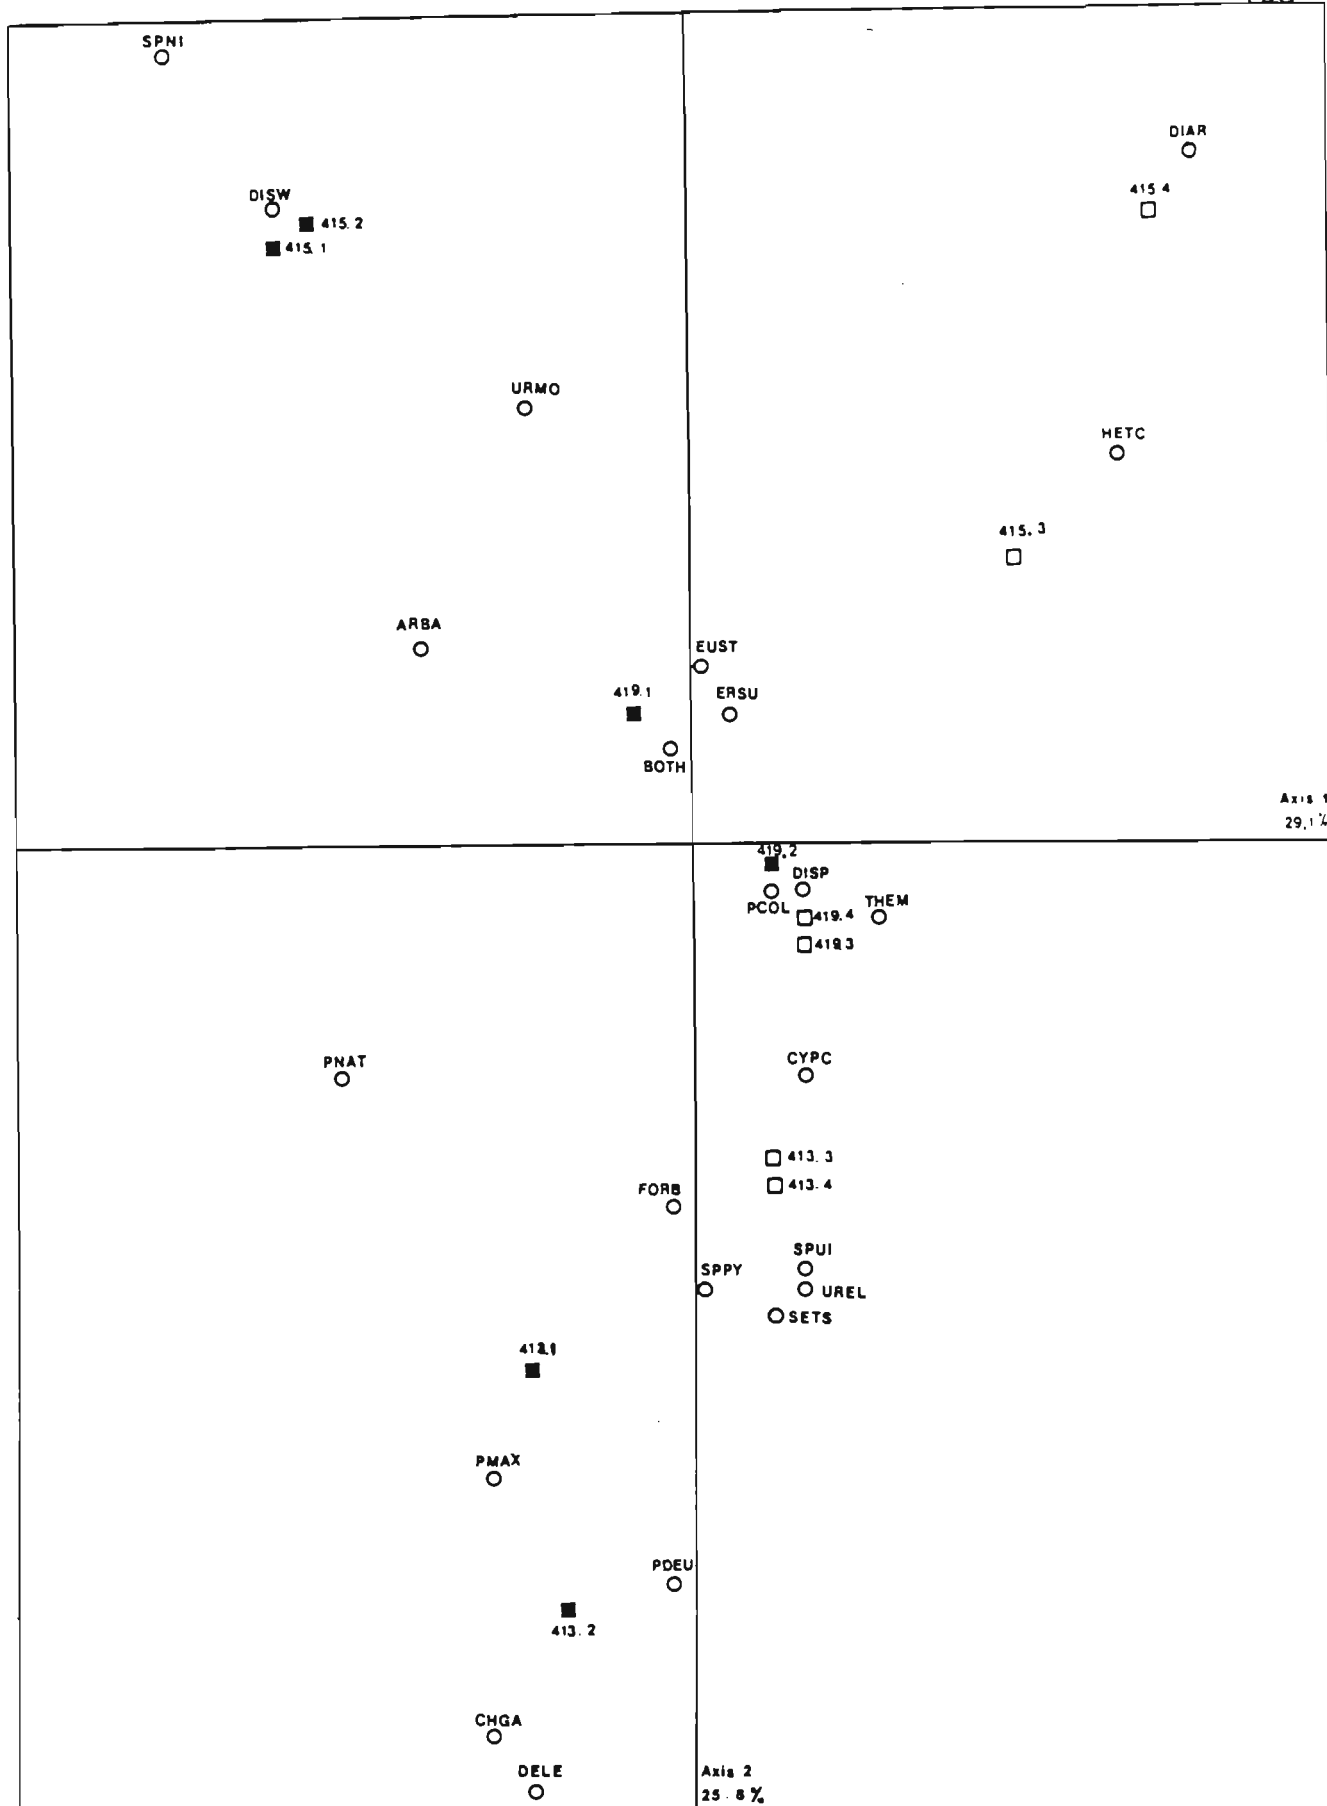 SPNI
DIAR
415 4
DISW
415. 2
415. 1
URMO
HETC
415. 3
ARBA
EUST
419. 1
ERSU
BOTH
Axis 1
29,1 %
419. 2
DISP
PCOL
THEM
419. 4
419.3
PNAT
CYPC
413. 3
413. 4
FORB
SPUI
SPPY
UREL
SETS
PMAX
PDEU
413. 2
CHGA
DELE
Axis 2
25.8 %